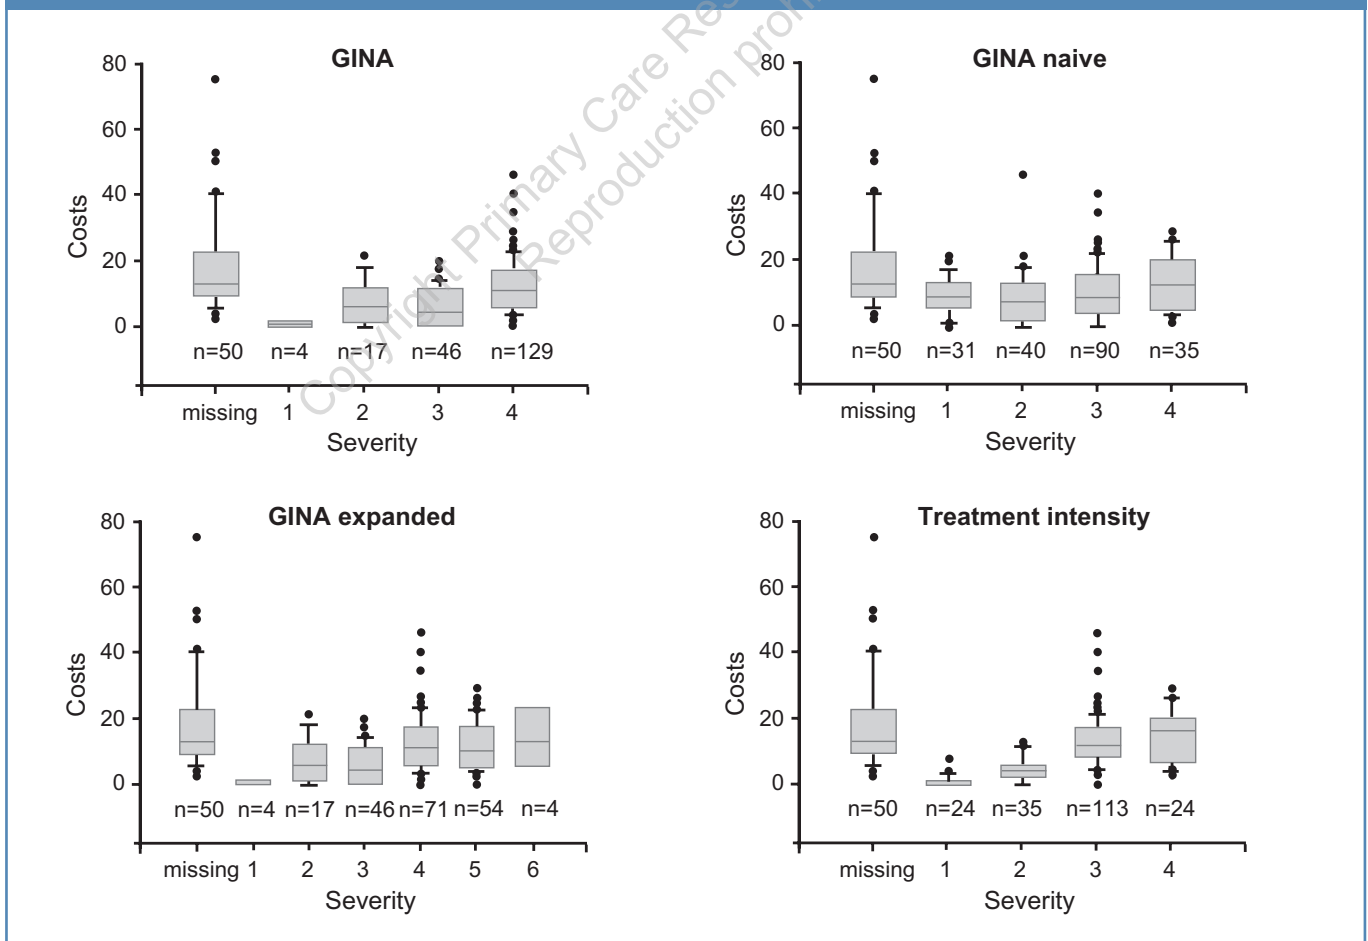 GINA
80
60
40
20
0
Costs
n=50 n=4 n=17 n=46 n=129
missing 1 2 3 4
Severity
GINA naive
80
60
40
20
0
Costs
n=50 n=31 n=40 n=90 n=35
missing 1 2 3 4
Severity
GINA expanded
80
60
40
20
0
Costs
n=50 n=4 n=17 n=46 n=71 n=54 n=4
missing 1 2 3 4 5 6
Severity
Treatment intensity
80
60
40
20
0
Costs
n=50 n=24 n=35 n=113 n=24
missing 1 2 3 4
Severity
Copyright Primary Care
Reproduction